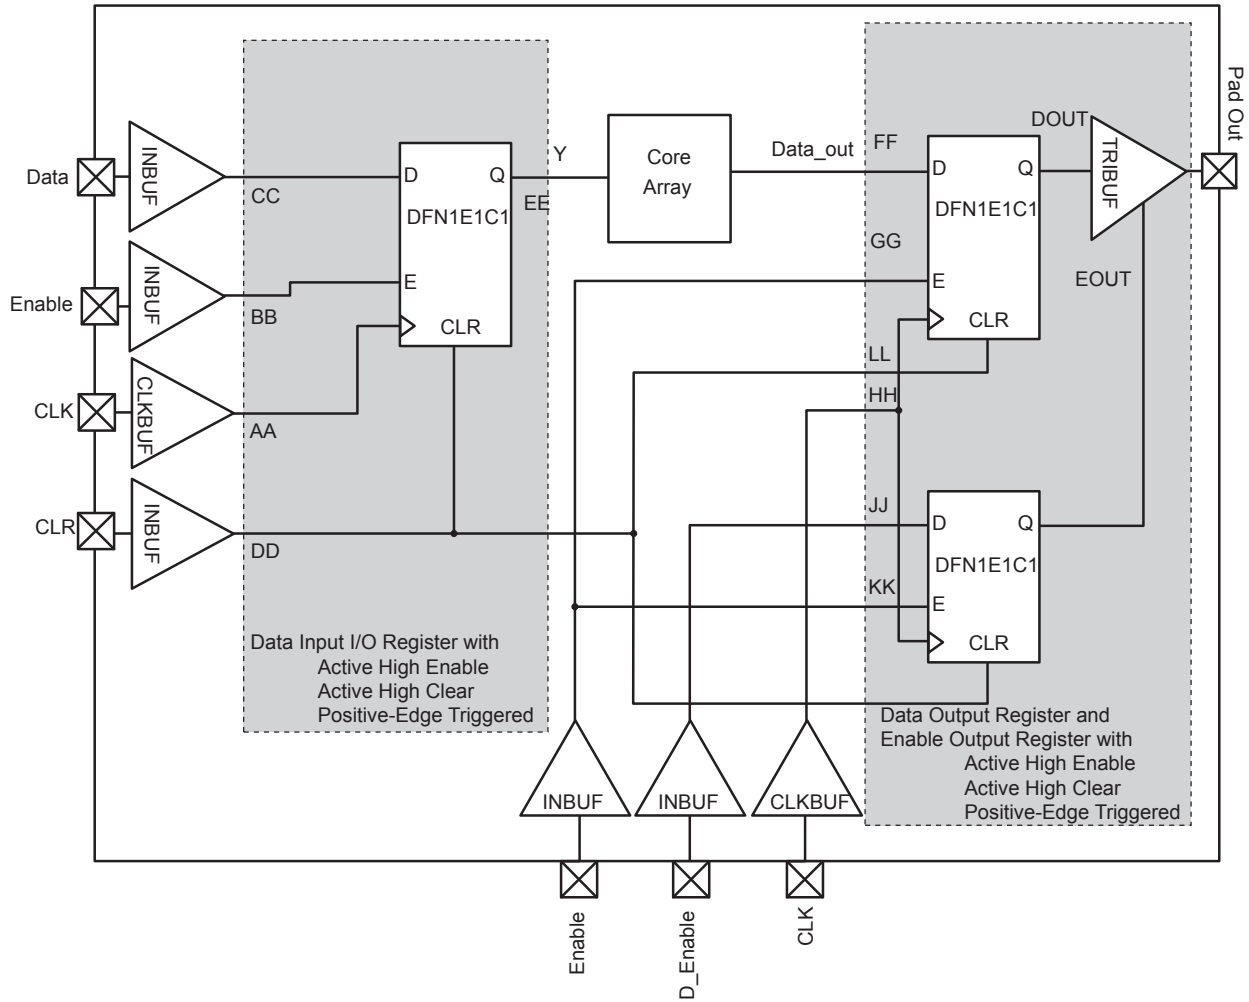 Data
INBUF
CC
D
Q
DFN1E1C1
E
CLR
Y
EE
Core
Array
Data_out
FF
D
Q
DFN1E1C1
GG
E
CLR
DOUT
TRIBUF
Pad Out
EOUT
Enable
INBUF
BB
CLK
CLKBUF
AA
CLR
INBUF
DD
LL
HH
JJ
D
Q
DFN1E1C1
KK
E
CLR
Data Input I/O Register with
Active High Enable
Active High Clear
Positive-Edge Triggered
Data Output Register and
Enable Output Register with
Active High Enable
Active High Clear
Positive-Edge Triggered
INBUF
INBUF
CLKBUF
Enable
D_Enable
CLK